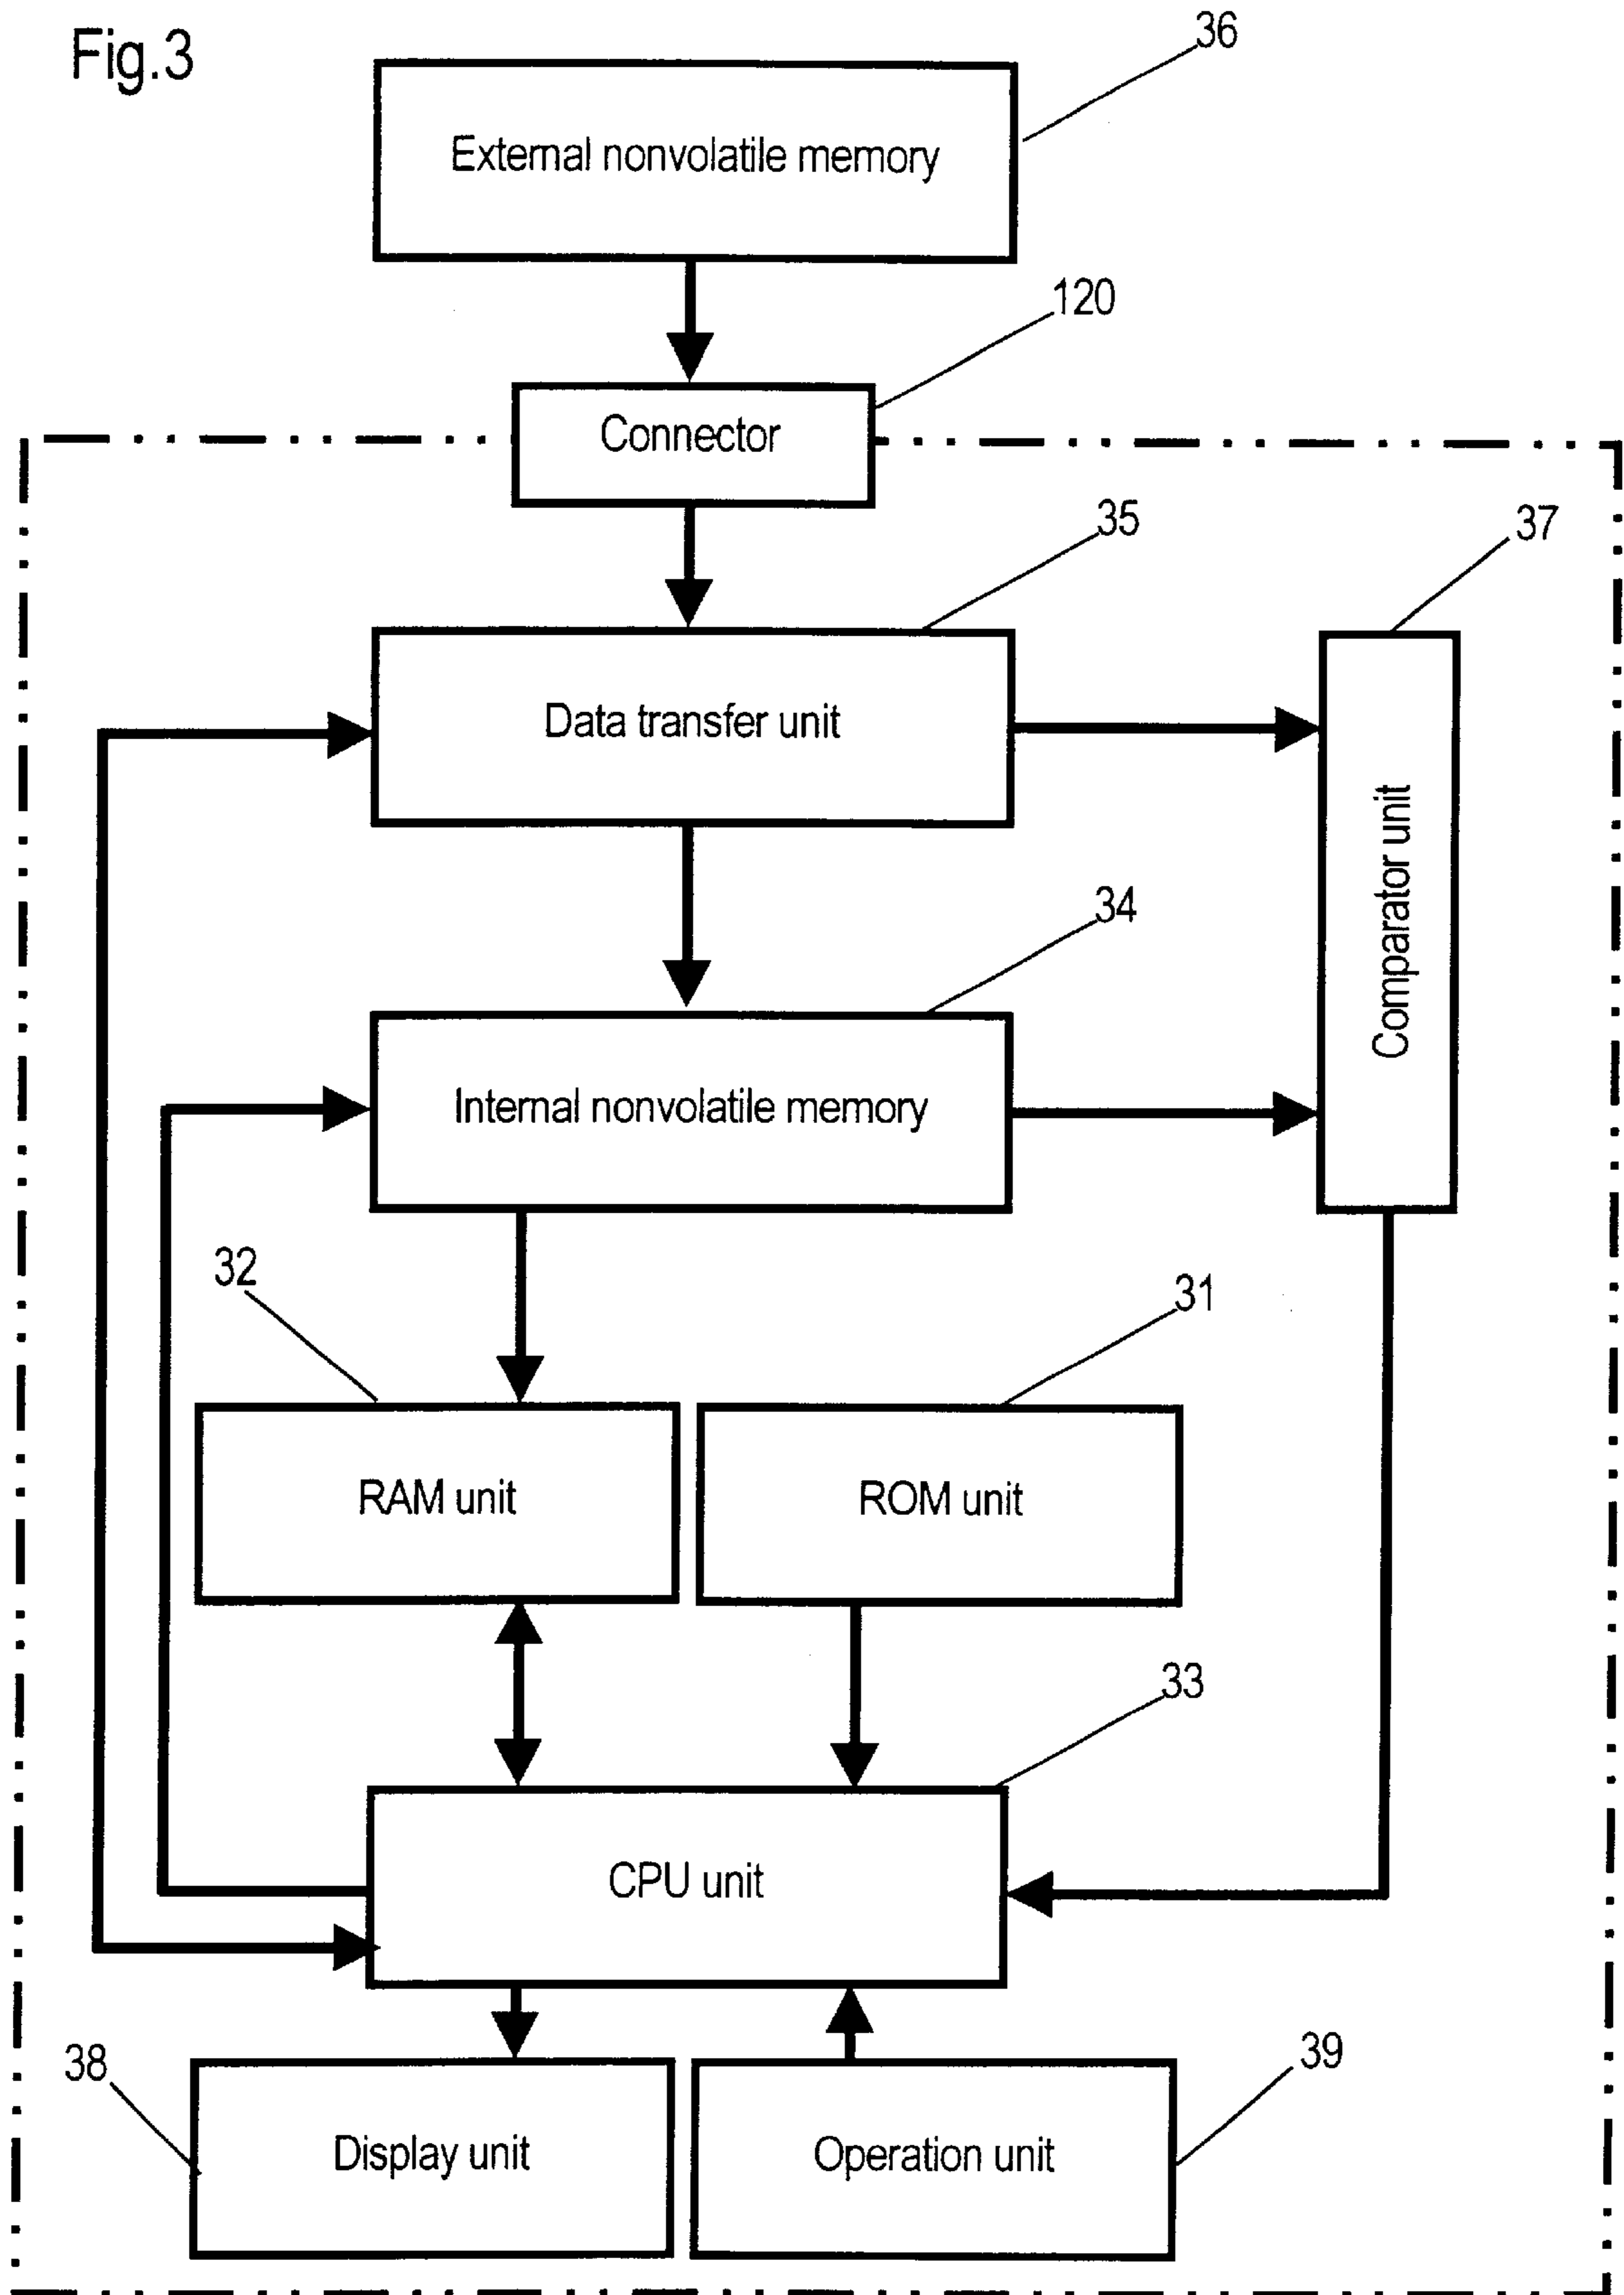 Fig.3
36
External nonvolatile memory
120
Connector
35
37
Data transfer unit
Comparator unit
34
Internal nonvolatile memory
32
31
RAM unit
ROM unit
33
CPU unit
38
39
Display unit
Operation unit